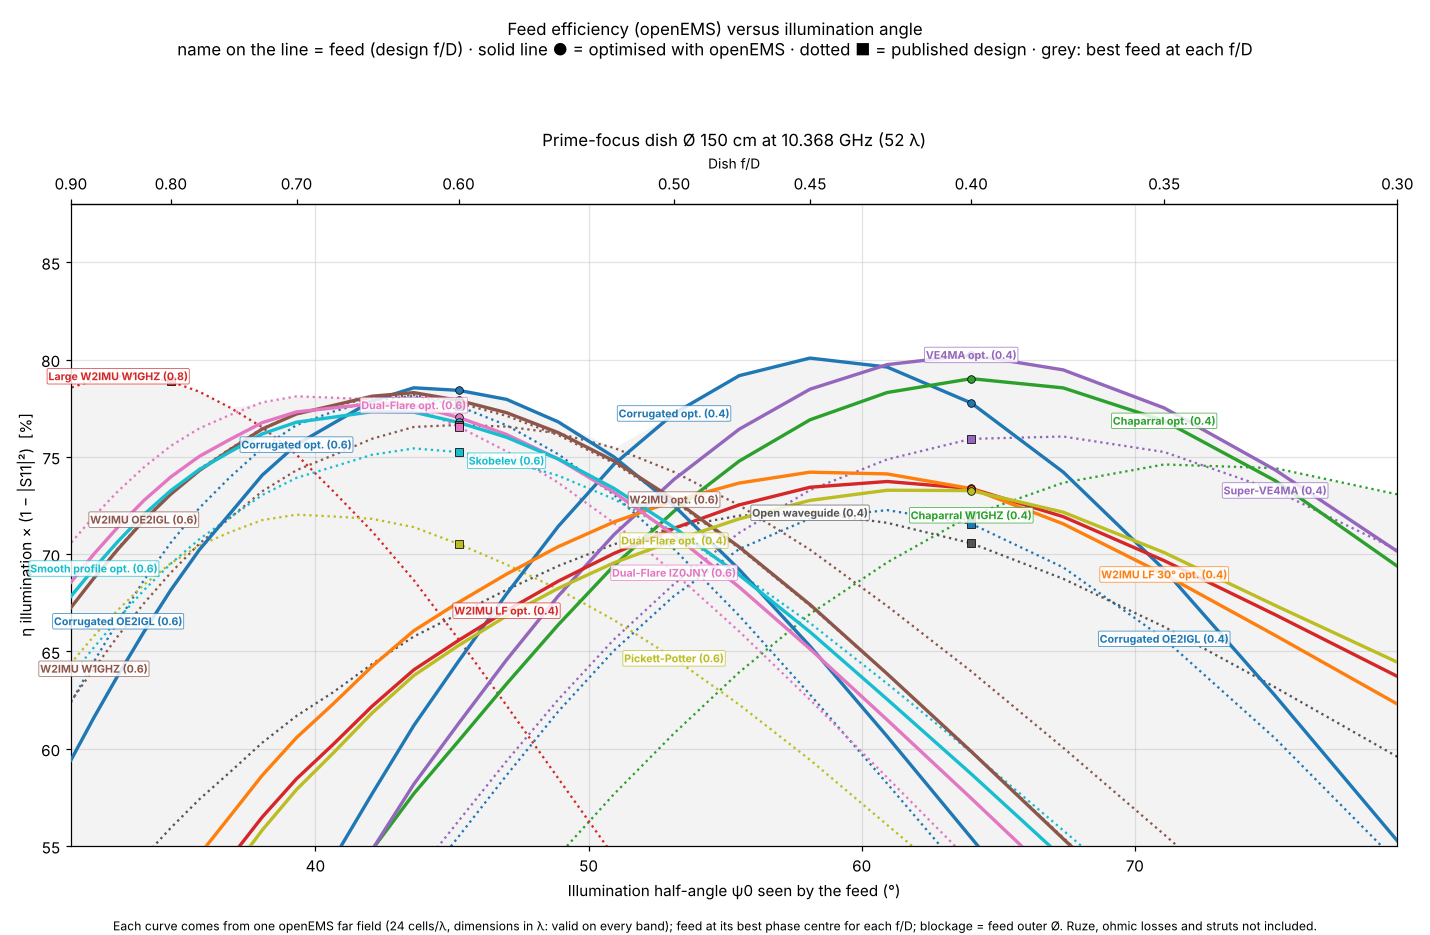 Feed efficiency (openEMS) versus illumination angle
name on the line = feed (design f/D) · solid line ● = optimised with openEMS · dotted ■ = published design · grey: best feed at each f/D
Prime-focus dish Ø 150 cm at 10.368 GHz (52 λ)
Dish f/D
0.90 0.80 0.70 0.60 0.50 0.45 0.40 0.35 0.30
85
80
75
70
65
60
55
η illumination × (1 − |S11|²) [%]
VE4MA opt. (0.4)
Large W2IMU W1GHZ (0.8)
Dual-Flare opt. (0.6)
Corrugated opt. (0.4)
Chaparral opt. (0.4)
Corrugated opt. (0.6)
Skobelev (0.6)
Super-VE4MA (0.4)
W2IMU opt. (0.6)
Open waveguide (0.4)
Chaparral W1GHZ (0.4)
W2IMU OE2IGL (0.6)
Dual-Flare opt. (0.4)
Smooth profile opt. (0.6)
Dual-Flare IZ0JNY (0.6)
W2IMU LF 30° opt. (0.4)
W2IMU LF opt. (0.4)
Corrugated OE2IGL (0.6)
Corrugated OE2IGL (0.4)
Pickett-Potter (0.6)
W2IMU W1GHZ (0.6)
40 50 60 70
Illumination half-angle ψ0 seen by the feed (°)
Each curve comes from one openEMS far field (24 cells/λ, dimensions in λ: valid on every band); feed at its best phase centre for each f/D; blockage = feed outer Ø. Ruze, ohmic losses and struts not included.